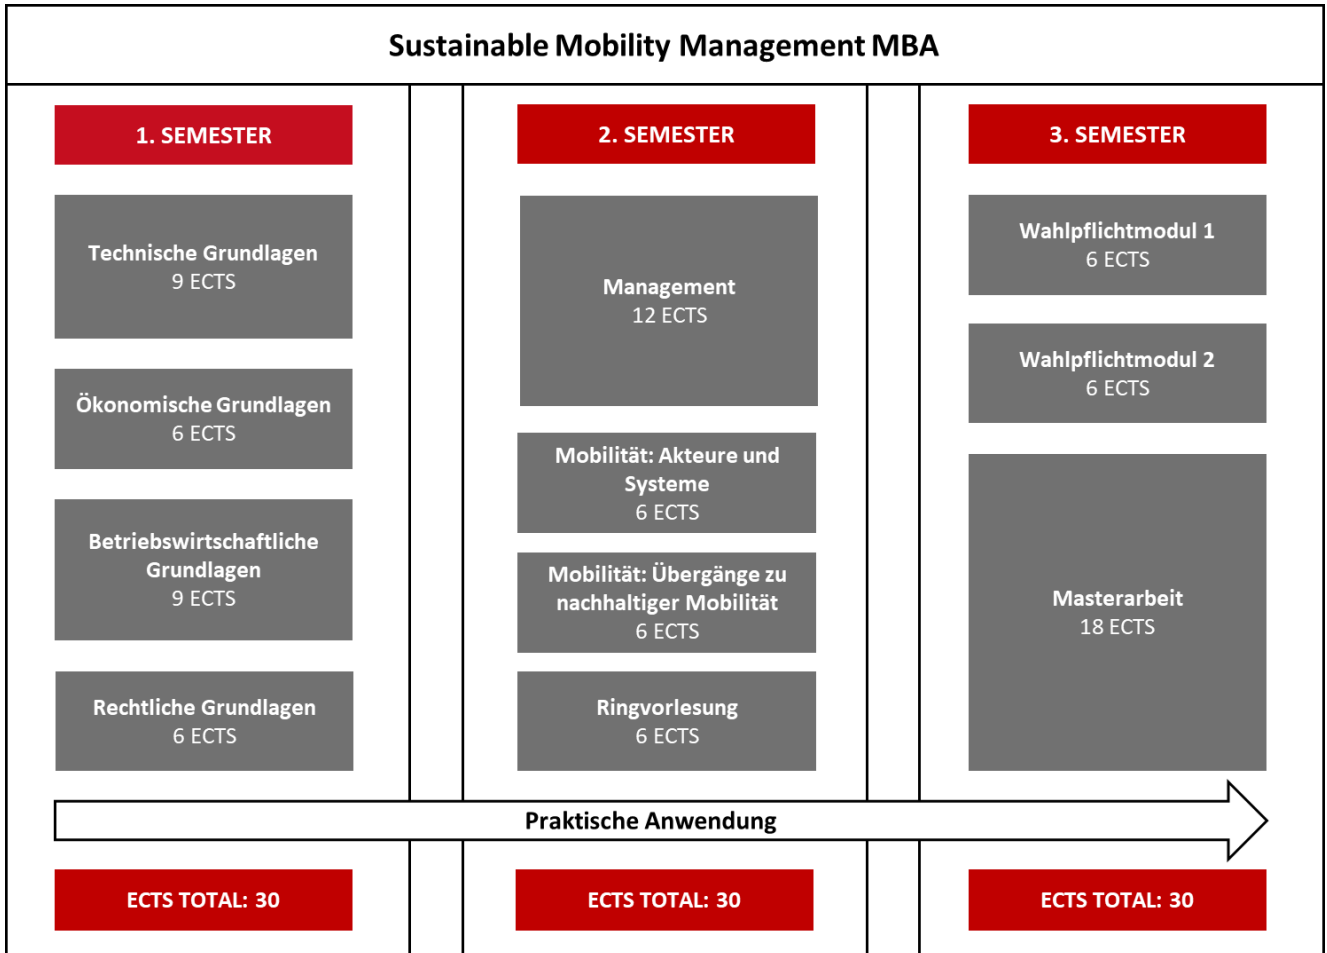 Sustainable Mobility Management MBA
1. SEMESTER
Technische Grundlagen
9 ECTS
Ökonomische Grundlagen
6 ECTS
Betriebswirtschaftliche
Grundlagen
9 ECTS
Rechtliche Grundlagen
6 ECTS
2. SEMESTER
Management
12 ECTS
Mobilität: Akteure und
Systeme
6 ECTS
Mobilität: Übergänge zu
nachhaltiger Mobilität
6 ECTS
Ringvorlesung
6 ECTS
3. SEMESTER
Wahlpflichtmodul 1
6 ECTS
Wahlpflichtmodul 2
6 ECTS
Masterarbeit
18 ECTS
Praktische Anwendung
ECTS TOTAL: 30
ECTS TOTAL: 30
ECTS TOTAL: 30